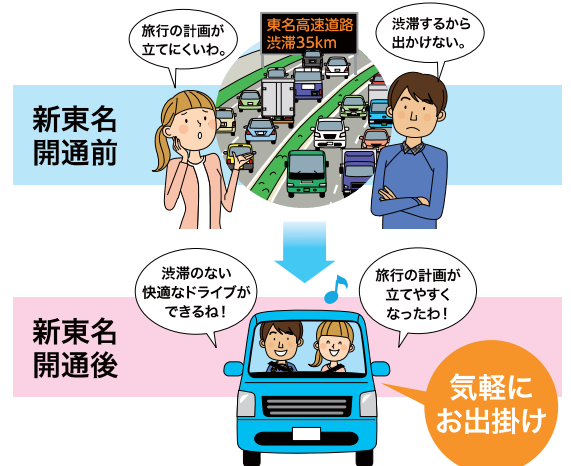 旅行の計画が
立てにくいわ。
東名高速道路
渋滞35km
渋滞するから
出かけない。
新東名
開通前
渋滞のない
快適なドライブが
できるね！
旅行の計画が
立てやすく
なったわ！
新東名
開通後
気軽に
お出掛け